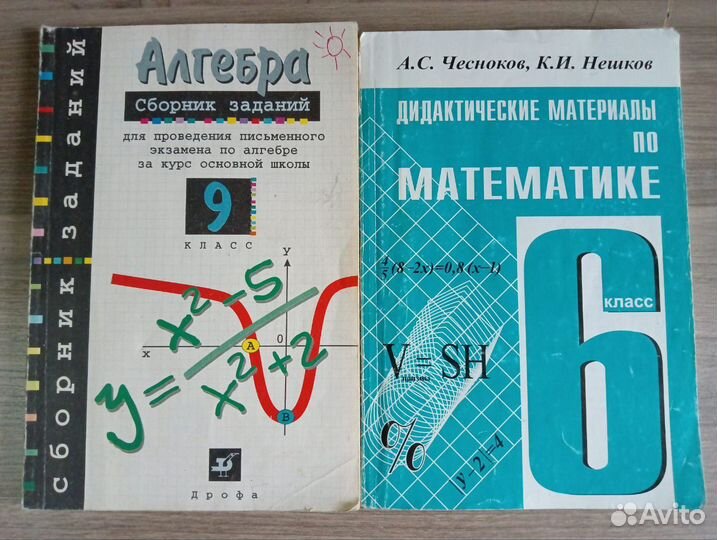 сборник заданий
Алгебра
Сборник заданий
для проведения письменного
экзамена по алгебре
за курс основной школы
9
КЛАСС
y
x
0
A
B
y = x² - 5 / x² + 2
Дрофа
А.С. Чесноков, К.И. Нешков
ДИДАКТИЧЕСКИЕ МАТЕРИАЛЫ
ПО
МАТЕМАТИКЕ
6
класс
4/5(8-2x)=0,8(x-1)
V призмы = SH
%
|y-2|=4
Avito